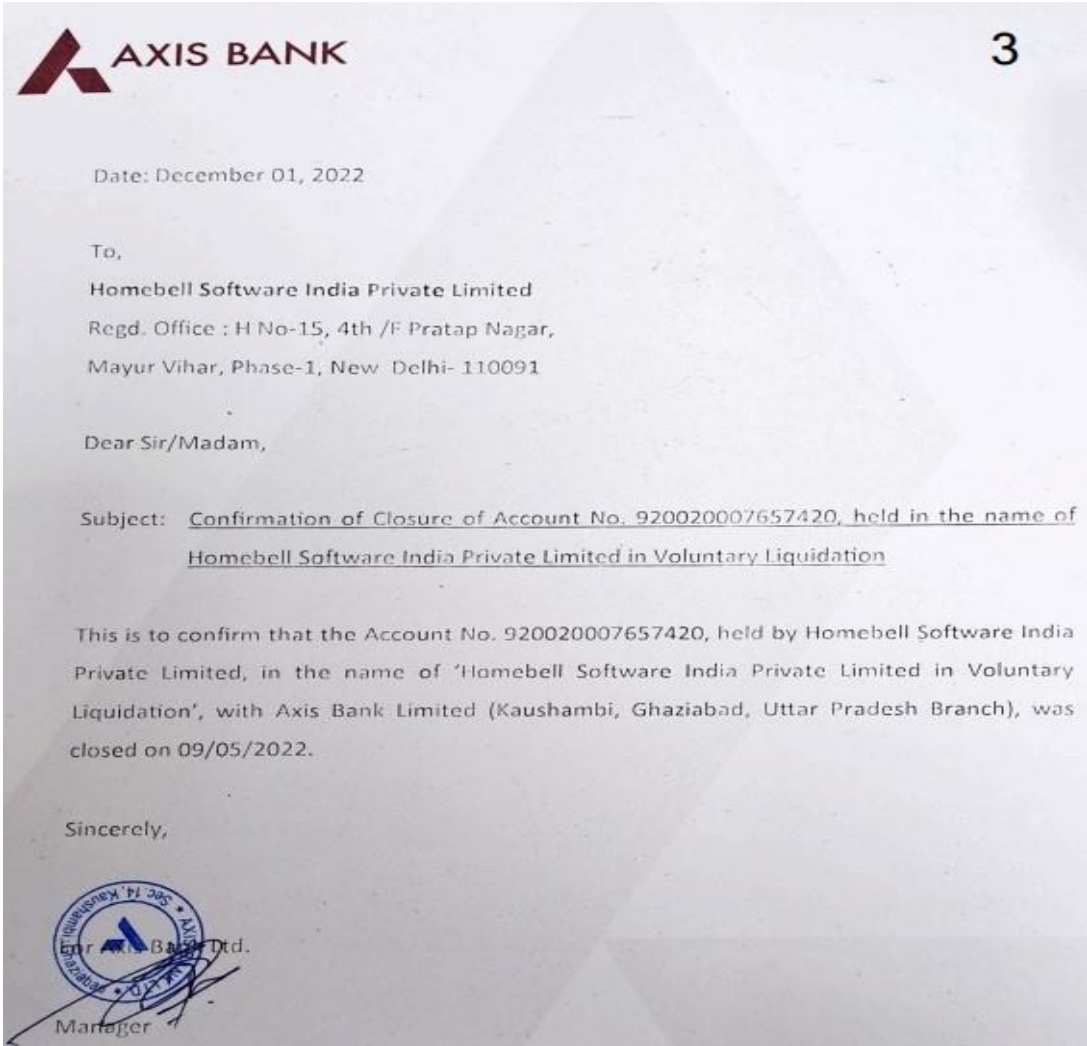 AXIS BANK
3
Date: December 01, 2022
To,
Homebell Software India Private Limited
Regd. Office : H No-15, 4th /F Pratap Nagar,
Mayur Vihar, Phase-1, New Delhi- 110091
Dear Sir/Madam,
Subject: Confirmation of Closure of Account No. 920020007657420, held in the name of
Homebell Software India Private Limited in Voluntary Liquidation
This is to confirm that the Account No. 920020007657420, held by Homebell Software India
Private Limited, in the name of ‘Homebell Software India Private Limited in Voluntary
Liquidation’, with Axis Bank Limited (Kaushambi, Ghaziabad, Uttar Pradesh Branch), was
closed on 09/05/2022.
Sincerely,
For Axis Bank Ltd.
AXIS BANK LTD. * Sec. 14, Kaushambi Ghaziabad *
Manager